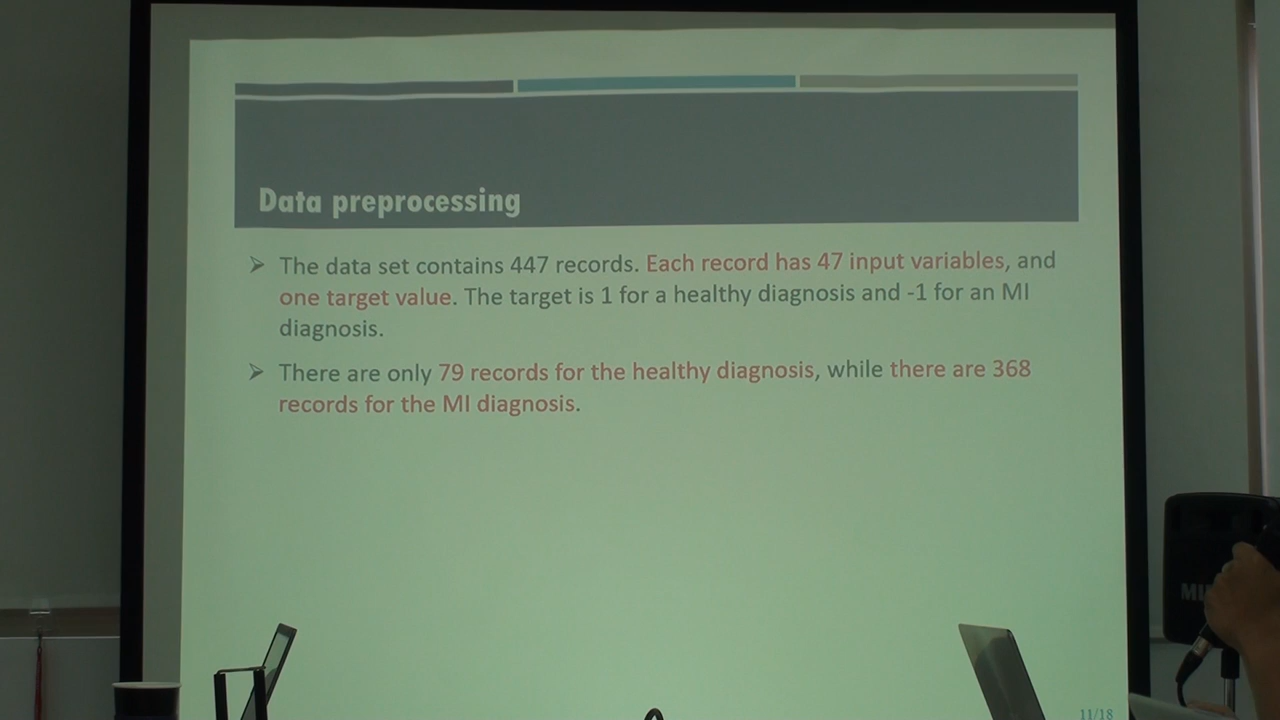 Data preprocessing
The data set contains 447 records. Each record has 47 input variables, and
one target value. The target is 1 for a healthy diagnosis and -1 for an MI
diagnosis.
There are only 79 records for the healthy diagnosis, while there are 368
records for the MI diagnosis.
11/18